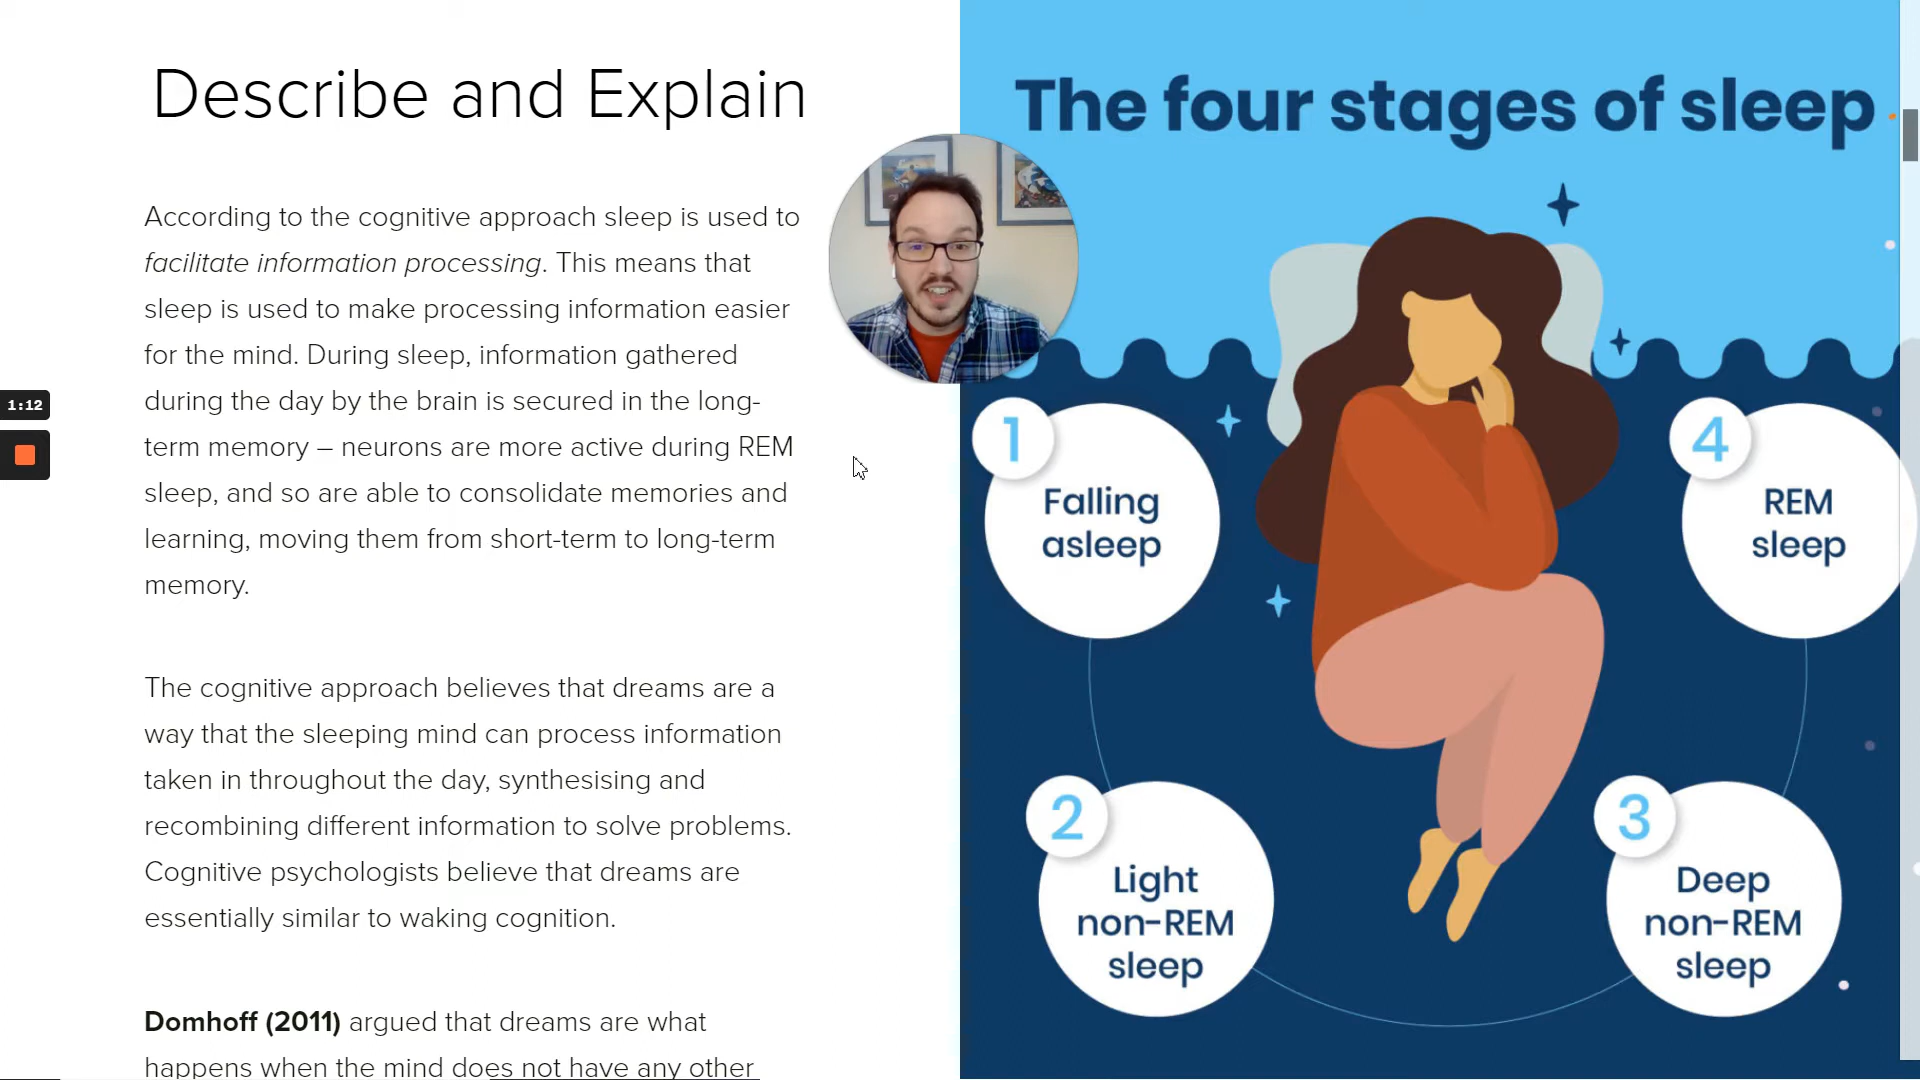 Describe and Explain
According to the cognitive approach sleep is used to
facilitate information processing. This means that
sleep is used to make processing information easier
for the mind. During sleep, information gathered
during the day by the brain is secured in the long-
term memory – neurons are more active during REM
sleep, and so are able to consolidate memories and
learning, moving them from short-term to long-term
memory.
The cognitive approach believes that dreams are a
way that the sleeping mind can process information
taken in throughout the day, synthesising and
recombining different information to solve problems.
Cognitive psychologists believe that dreams are
essentially similar to waking cognition.
Domhoff (2011) argued that dreams are what
happens when the mind does not have any other
1:12
The four stages of sleep
1
Falling
asleep
2
Light
non-REM
sleep
3
Deep
non-REM
sleep
4
REM
sleep